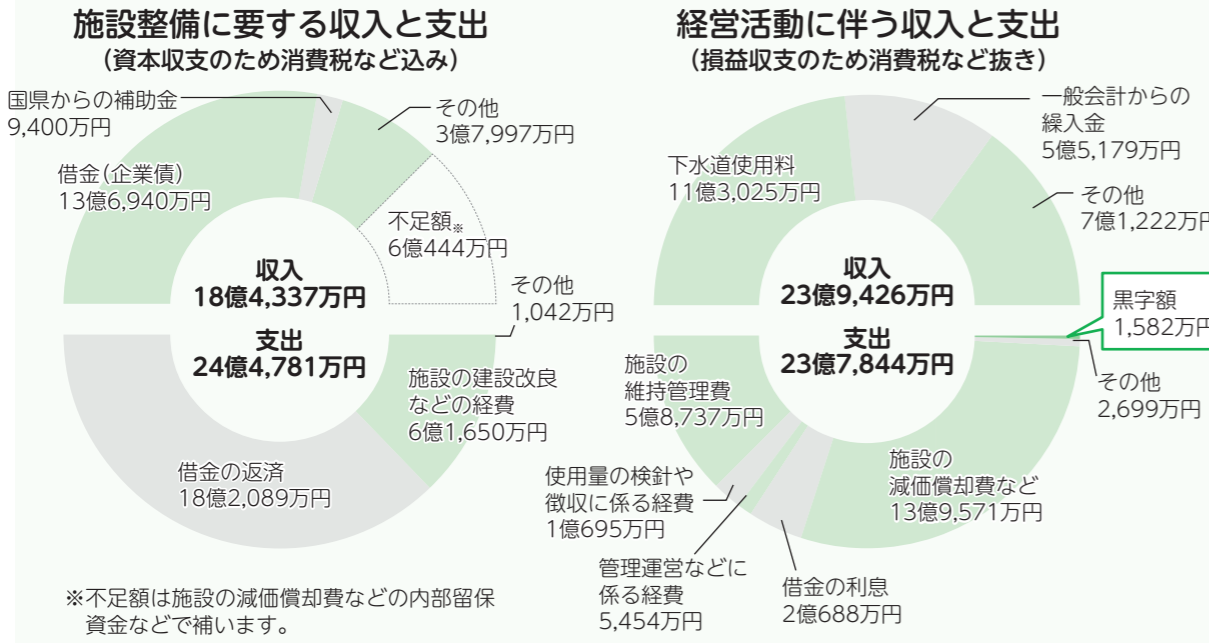 施設整備に要する収入と支出
(資本収支のため消費税など込み)
国県からの補助金
9,400万円
その他
3億7,997万円
借金(企業債)
13億6,940万円
不足額※
6億444万円
収入
18億4,337万円
その他
1,042万円
支出
24億4,781万円
施設の建設改良
などの経費
6億1,650万円
借金の返済
18億2,089万円
※不足額は施設の減価償却費などの内部留保
資金などで補います。
経営活動に伴う収入と支出
(損益収支のため消費税など抜き)
一般会計からの
繰入金
5億5,179万円
下水道使用料
11億3,025万円
その他
7億1,222万円
収入
23億9,426万円
黒字額
1,582万円
支出
23億7,844万円
その他
2,699万円
施設の
維持管理費
5億8,737万円
施設の
減価償却費など
13億9,571万円
使用量の検針や
徴収に係る経費
1億695万円
管理運営などに
係る経費
5,454万円
借金の利息
2億688万円